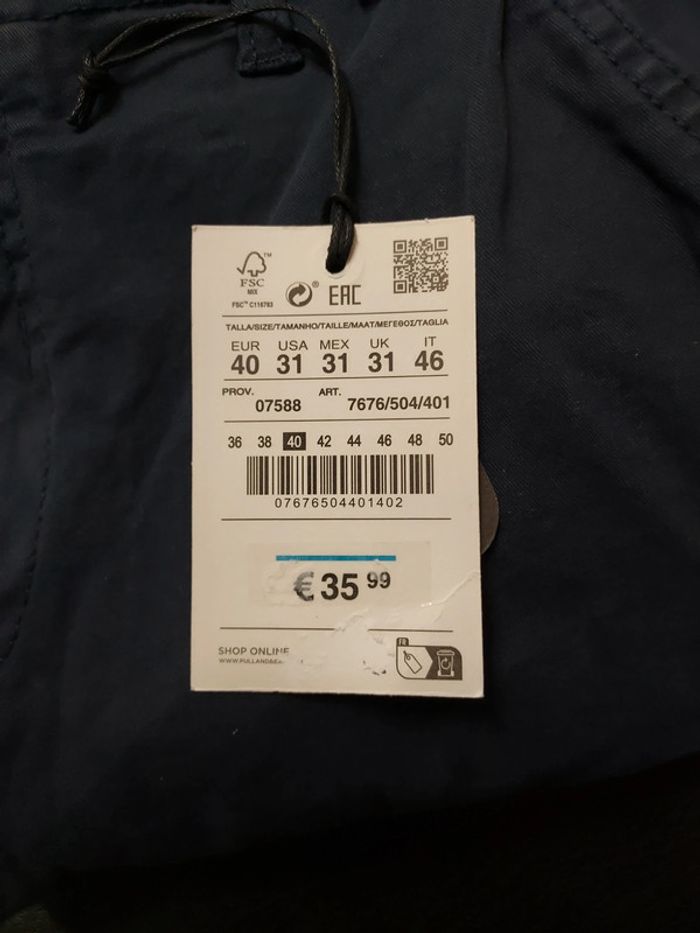 FSC™
MIX
FSC™ C116783
®
EAC
TALLA/SIZE/TAMANHO/TAILLE/MAAT/ΜΕΓΕΘΟΣ/TAGLIA
EUR USA MEX UK IT
40 31 31 31 46
PROV. 07588 ART. 7676/504/401
36 38 40 42 44 46 48 50
07676504401402
€35 99
SHOP ONLINE
FR